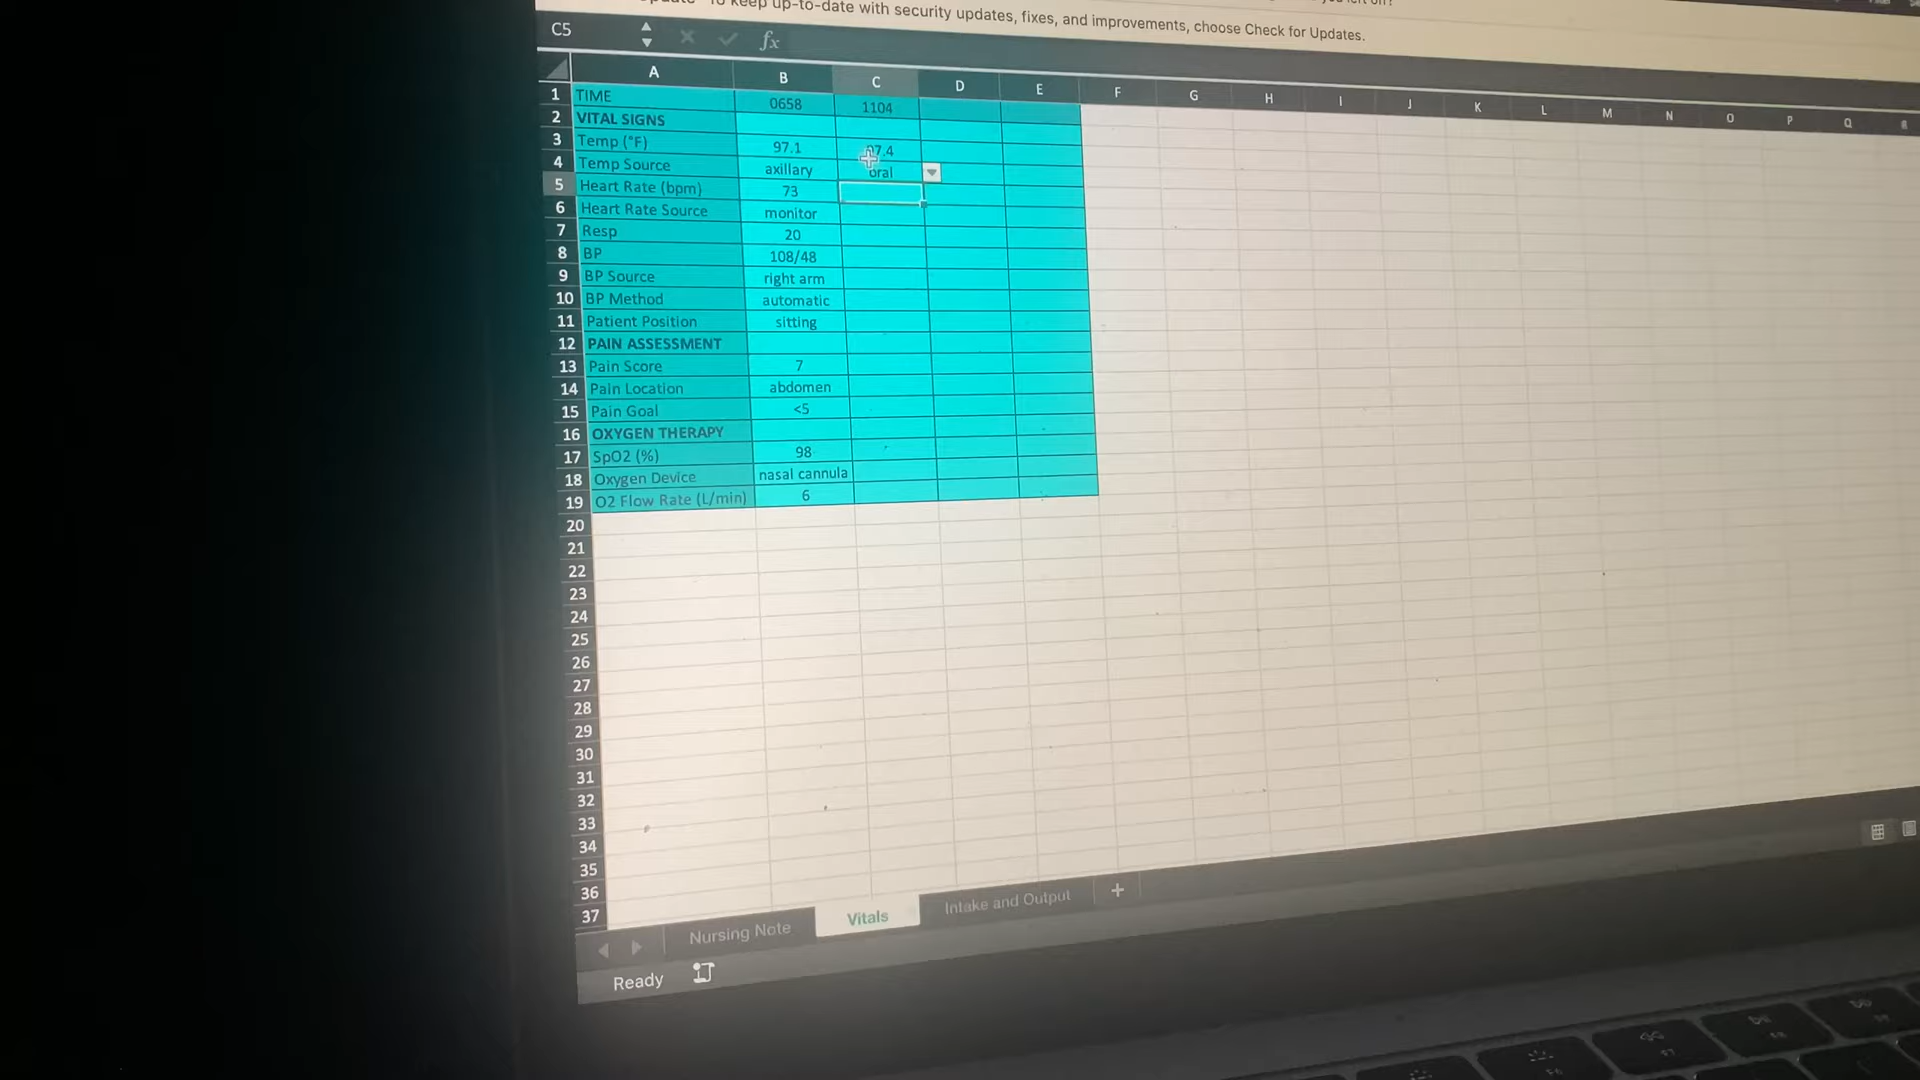 To keep up-to-date with security updates, fixes, and improvements, choose Check for Updates.
C5 fx
A B C D E F G H I J K L M N O P Q
1 TIME 0658 1104
2 VITAL SIGNS
3 Temp (°F) 97.1 97.4
4 Temp Source axillary oral
5 Heart Rate (bpm) 73
6 Heart Rate Source monitor
7 Resp 20
8 BP 108/48
9 BP Source right arm
10 BP Method automatic
11 Patient Position sitting
12 PAIN ASSESSMENT
13 Pain Score 7
14 Pain Location abdomen
15 Pain Goal <5
16 OXYGEN THERAPY
17 SpO2 (%) 98
18 Oxygen Device nasal cannula
19 O2 Flow Rate (L/min) 6
20
21
22
23
24
25
26
27
28
29
30
31
32
33
34
35
36
37
Nursing Note Vitals Intake and Output +
Ready
F7
F6